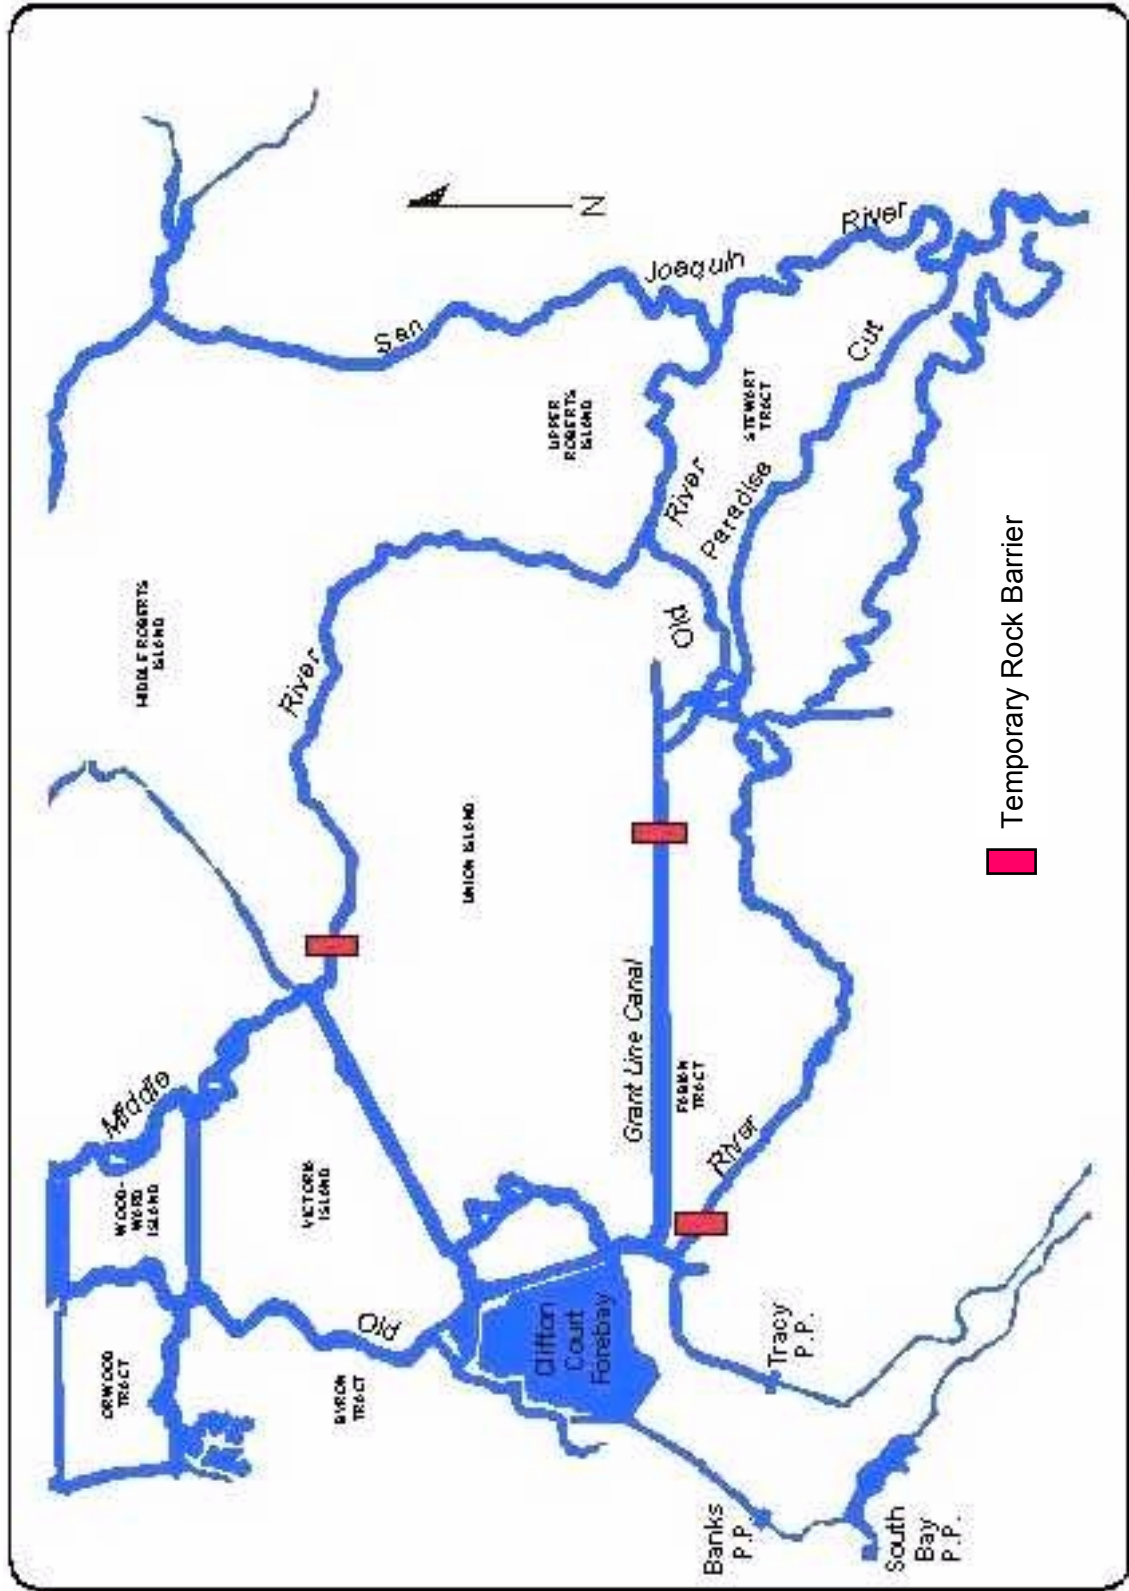 ORWOOD
TRACT
WOOD-
WARD
ISLAND
Middle
MIDDLE ROBERTS
ISLAND
BYRON
TRACT
VICTORIA
ISLAND
River
Old
San
UNION ISLAND
UPPER
ROBERTS
ISLAND
Clifton
Court
Forebay
N
Grant Line Canal
Joaquin
Old
River
FABIAN
TRACT
River
Paradise
Cut
STEWART
TRACT
River
Banks
P.P.
Tracy
P.P.
South
Bay
P.P.
Temporary Rock Barrier